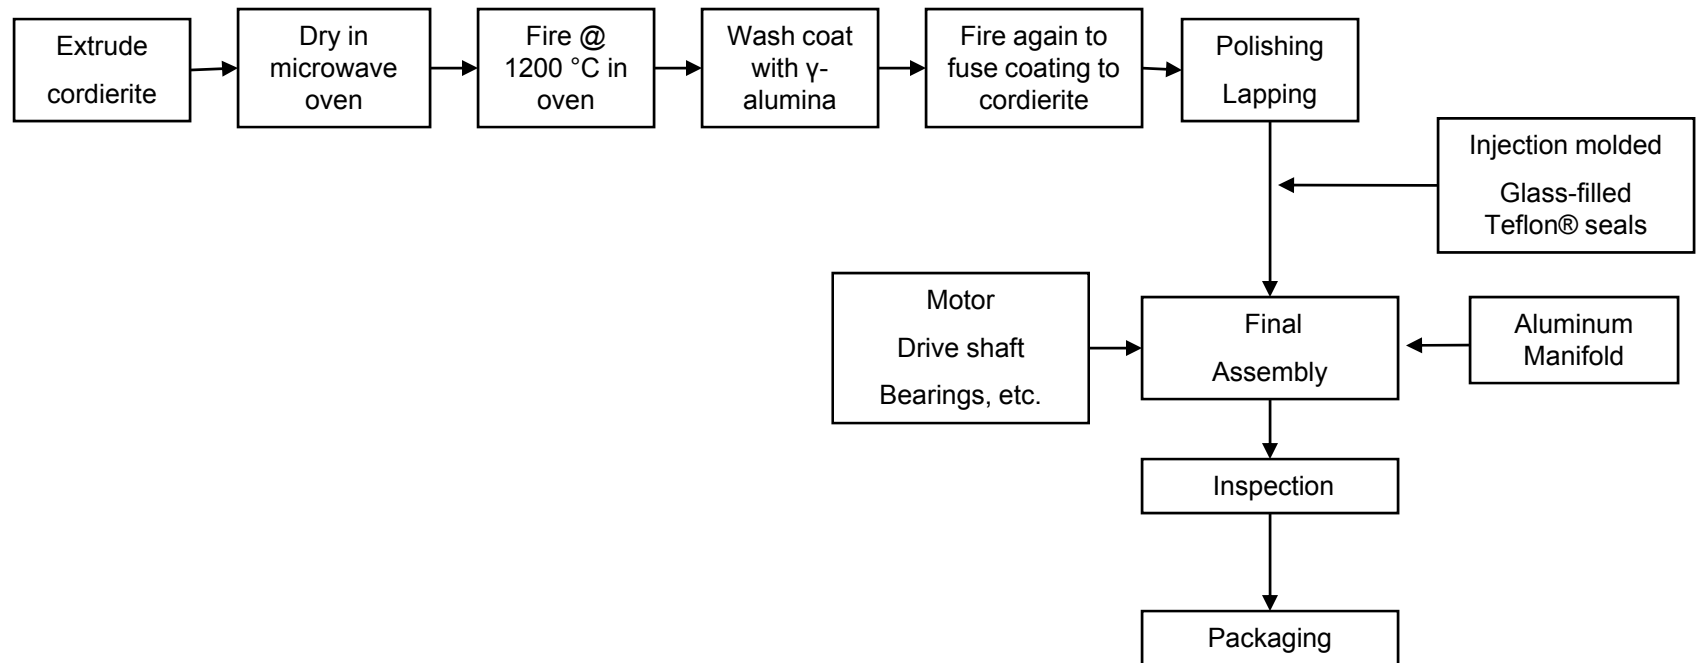 Extrude
cordierite
Dry in
microwave
oven
Fire @
1200 °C in
oven
Wash coat
with γ-
alumina
Fire again to
fuse coating to
cordierite
Polishing
Lapping
Injection molded
Glass-filled
Teflon® seals
Motor
Drive shaft
Bearings, etc.
Final
Assembly
Aluminum
Manifold
Inspection
Packaging